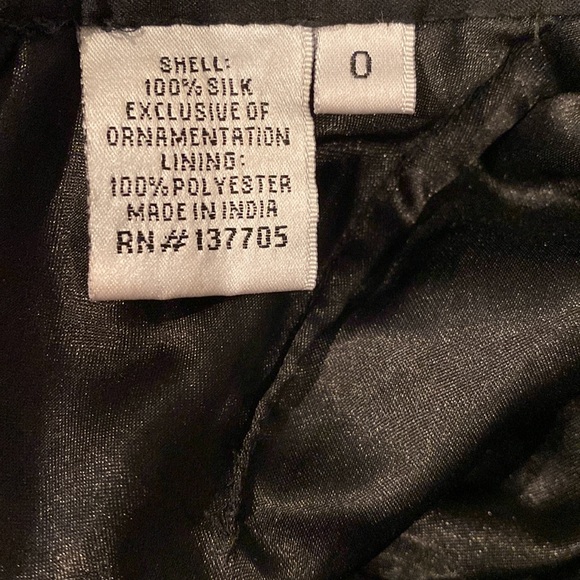 SHELL:
100% SILK
EXCLUSIVE OF
ORNAMENTATION
LINING:
100% POLYESTER
MADE IN INDIA
RN# 137705
0